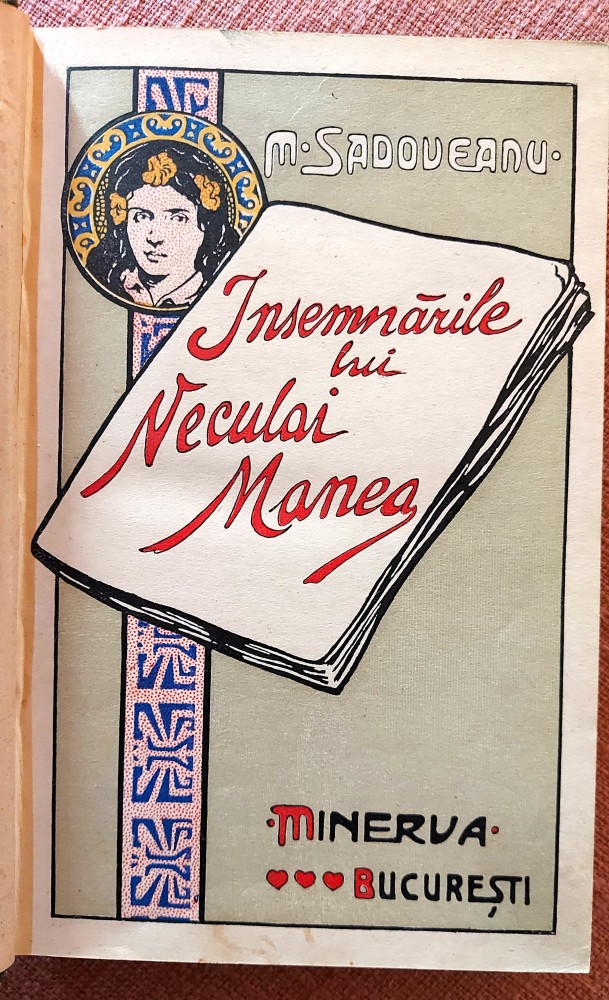 M·SADOVEANU·
Insemnările
lui
Neculai
Manea
·MINERVA·
BUCUREȘTI